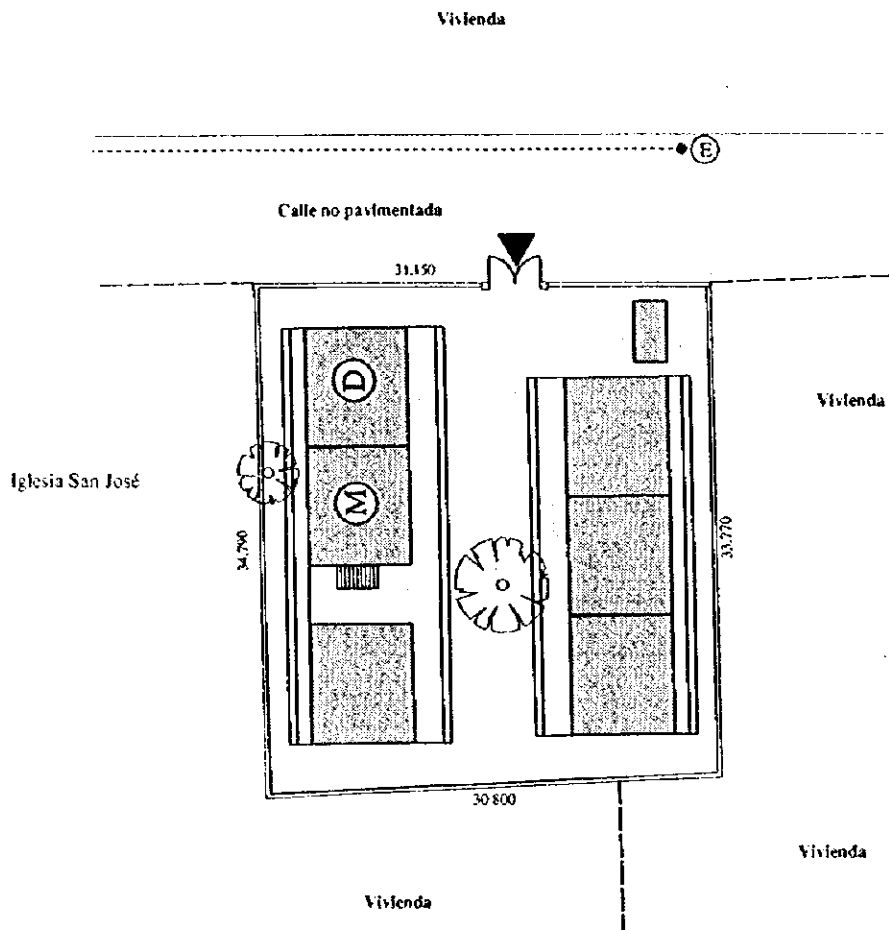 Vivienda
E
Calle no pavimentada
31.150
D
Vivienda
Iglesia San José
M
34.790
33.770
30 800
Vivienda
Vivienda